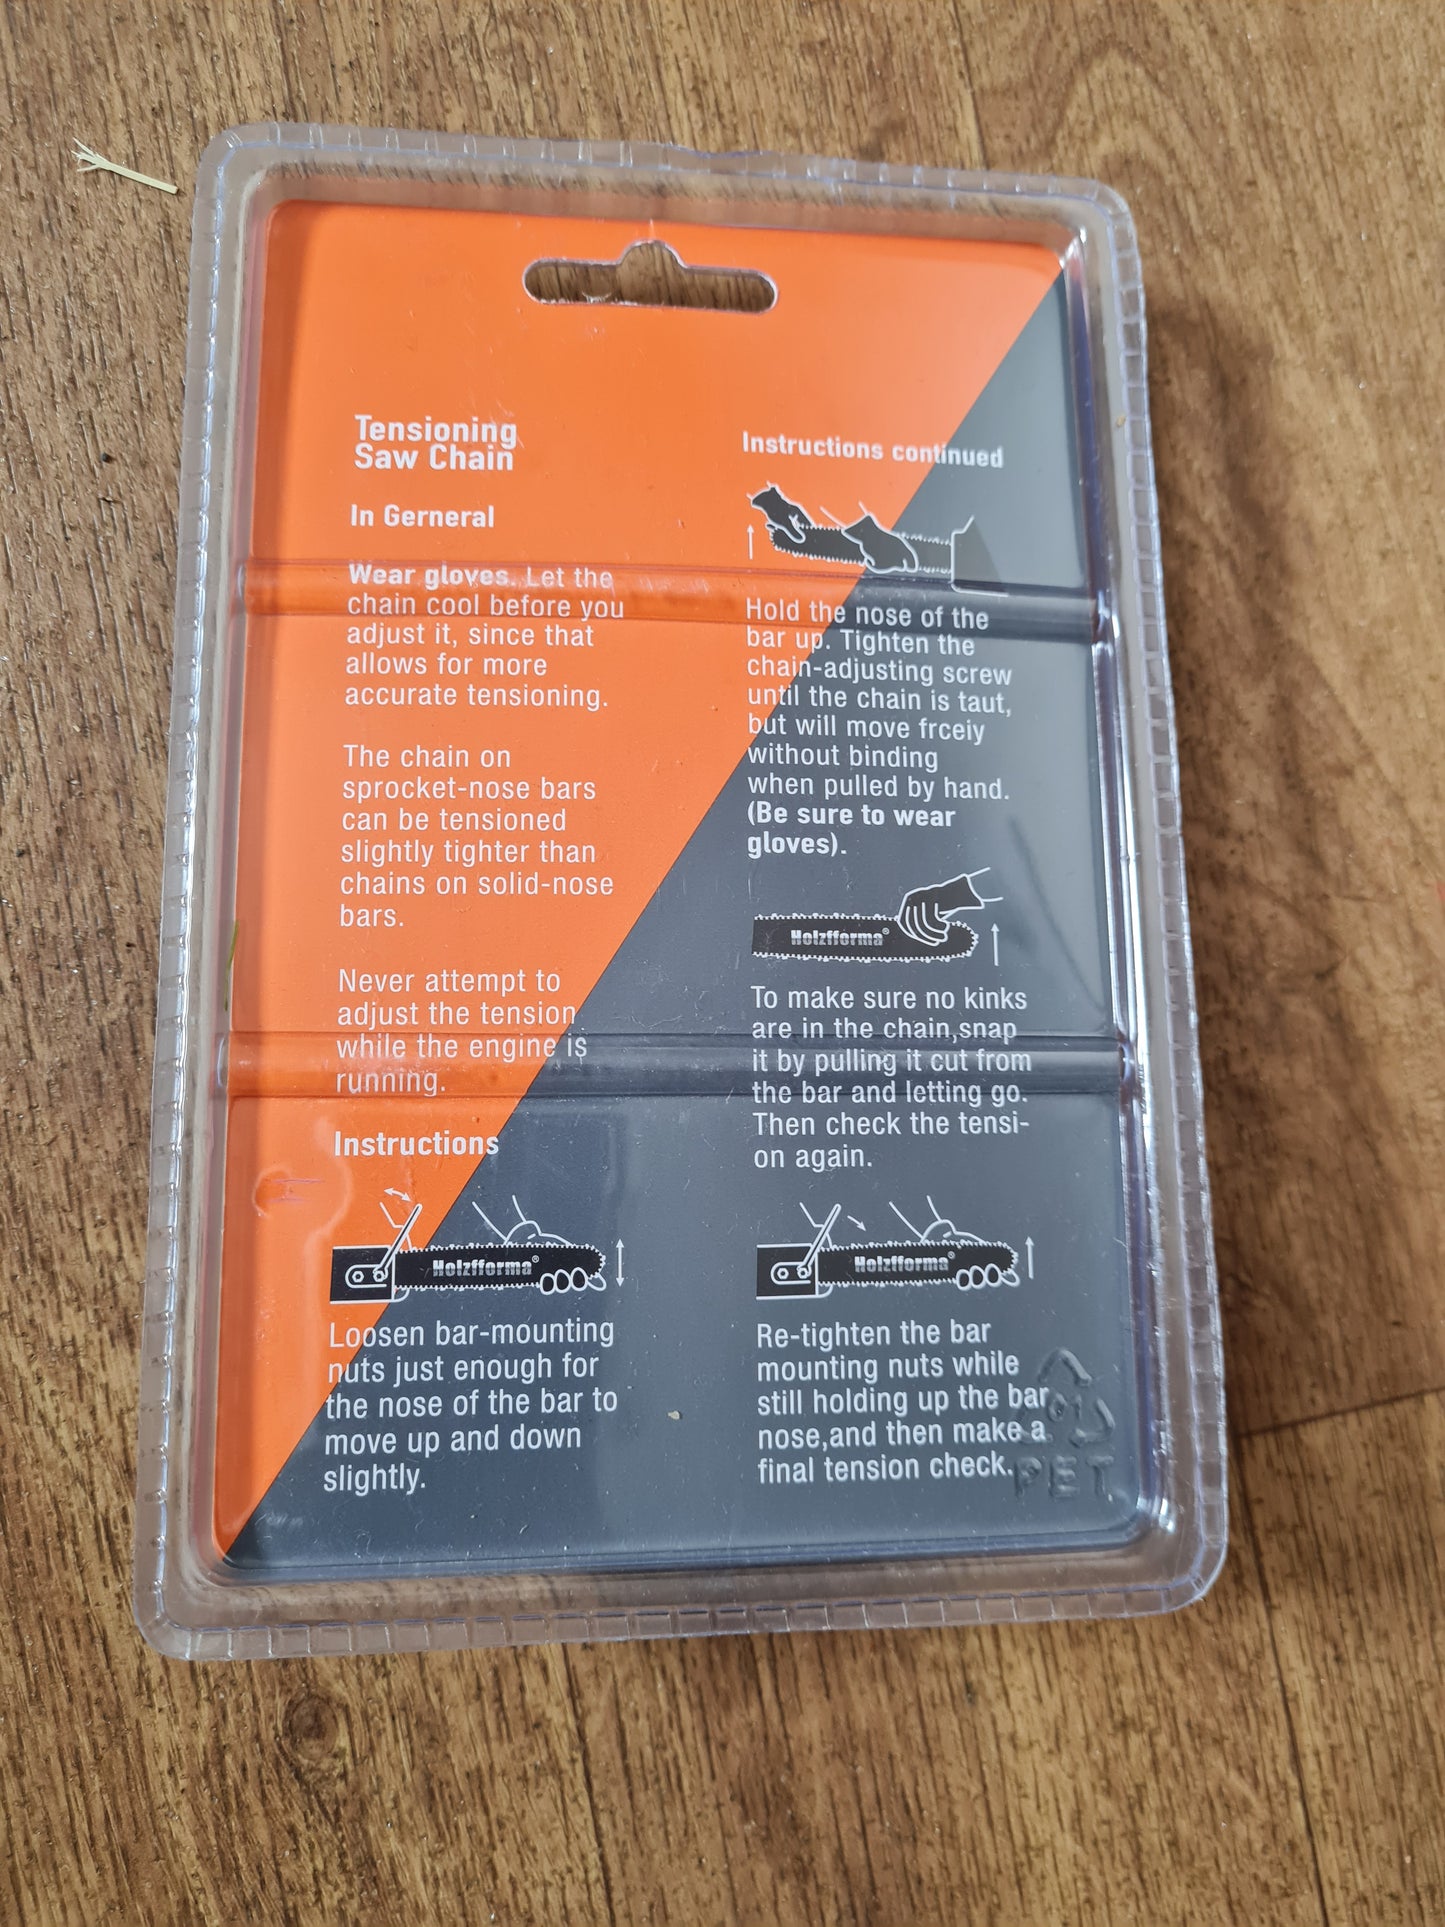 Tensioning
Saw Chain
In Gerneral
Wear gloves. Let the
chain cool before you
adjust it, since that
allows for more
accurate tensioning.
The chain on
sprocket-nose bars
can be tensioned
slightly tighter than
chains on solid-nose
bars.
Never attempt to
adjust the tension
while the engine is
running.
Instructions
Holzfforma®
Loosen bar-mounting
nuts just enough for
the nose of the bar to
move up and down
slightly.
Instructions continued
Hold the nose of the
bar up. Tighten the
chain-adjusting screw
until the chain is taut,
but will move frceiy
without binding
when pulled by hand.
(Be sure to wear
gloves).
Holzfforma®
To make sure no kinks
are in the chain,snap
it by pulling it cut from
the bar and letting go.
Then check the tensi-
on again.
Holzfforma®
Re-tighten the bar
mounting nuts while
still holding up the bar
nose,and then make a
final tension check.
PET